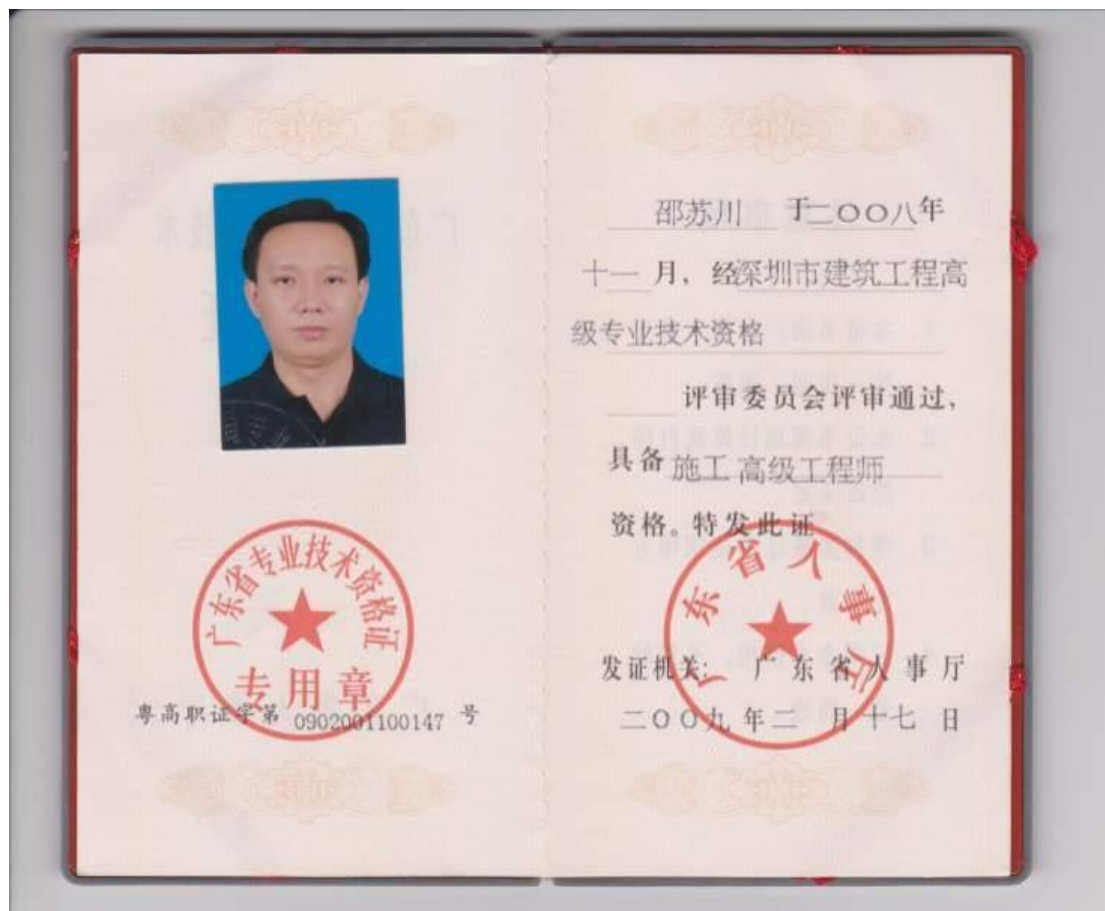 广东省专业技术资格证
专用章
粤高职证字第 0902001100147 号
邵苏川 于二〇〇八年
十一月，经深圳市建筑工程高
级专业技术资格
评审委员会评审通过，
具备施工 高级工程师
资格。特发此证
广东省人事厅
发证机关：广东省人事厅
二〇〇九年二月十七日